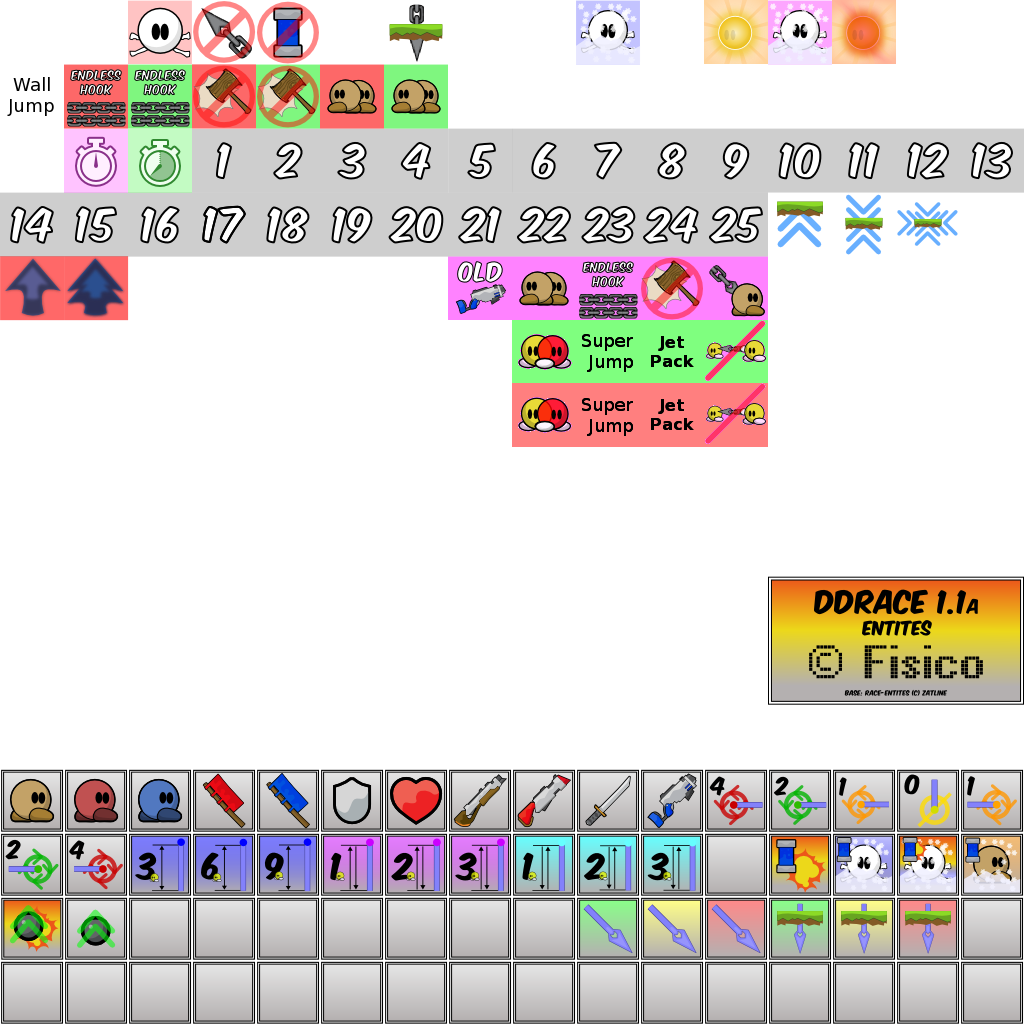 Wall
Jump
ENDLESS
HOOK
ENDLESS
HOOK
1 2 3 4 5 6 7 8 9 10 11 12 13
14 15 16 17 18 19 20 21 22 23 24 25
OLD
ENDLESS
HOOK
Super
Jump
Jet
Pack
Super
Jump
Jet
Pack
DDRACE 1.1A
ENTITES
© Fisico
BASE: RACE-ENTITES (C) ZATLINE
4 2 1 0 1
2 4 3 6 9 1 2 3 1 2 3